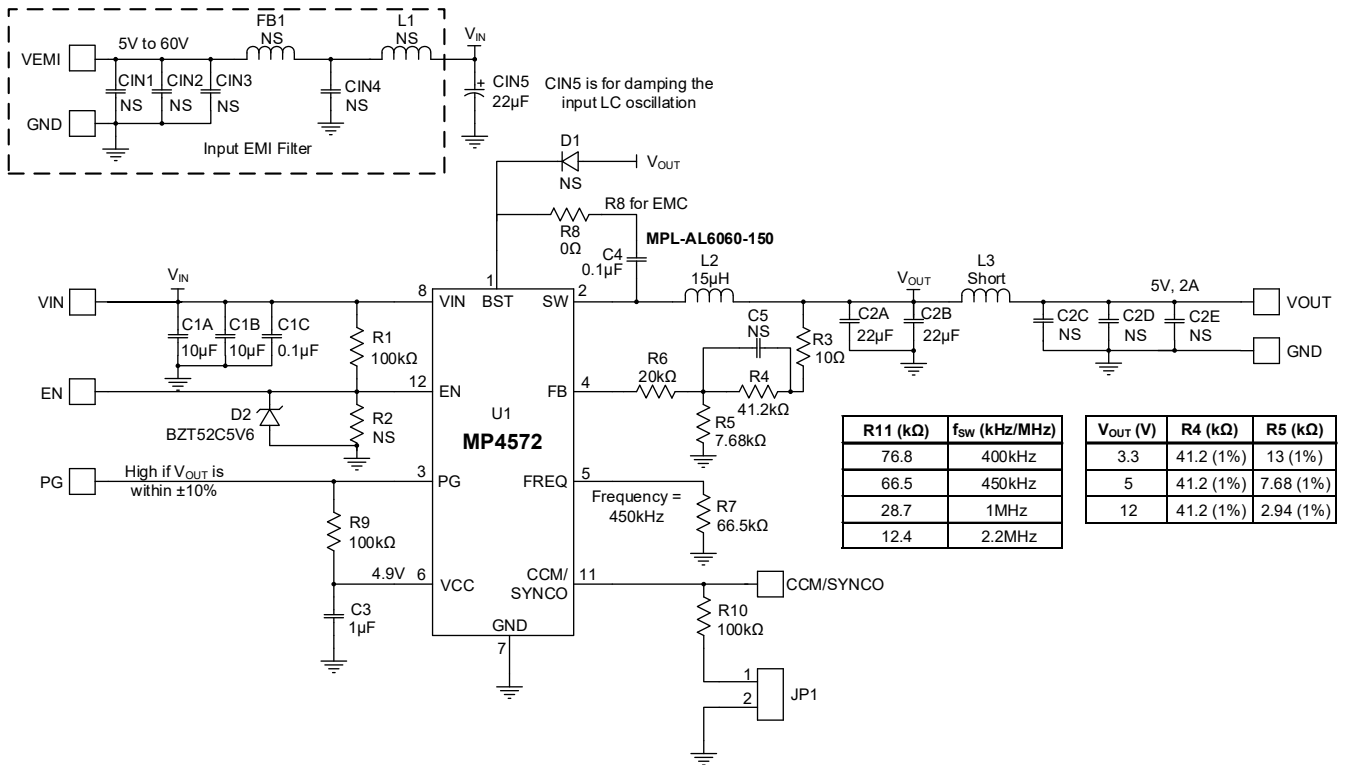 FB1
NS
L1
NS
VIN
5V to 60V
VEMI
CIN1
NS
CIN2
NS
CIN3
NS
CIN4
NS
+
CIN5
22µF
CIN5 is for damping the
input LC oscillation
GND
Input EMI Filter
D1
NS
VOUT
R8 for EMC
R8
0Ω
C4
0.1µF
MPL-AL6060-150
L2
15µH
VOUT
L3
Short
5V, 2A
VOUT
VIN
VIN
8
VIN
1
BST
SW
2
C1A
10µF
C1B
10µF
C1C
0.1µF
R1
100kΩ
C5
NS
R3
10Ω
C2A
22µF
C2B
22µF
C2C
NS
C2D
NS
C2E
NS
GND
EN
12
EN
FB
4
R6
20kΩ
R4
41.2kΩ
D2
BZT52C5V6
R2
NS
U1
MP4572
R5
7.68kΩ
PG
High if VOUT is
within ±10%
3
PG
FREQ
5
Frequency =
450kHz
R7
66.5kΩ
R9
100kΩ
4.9V
6
VCC
C3
1µF
CCM/
SYNCO
11
CCM/SYNCO
R10
100kΩ
GND
7
1
2
JP1
R11 (kΩ) fSW (kHz/MHz)
76.8 400kHz
66.5 450kHz
28.7 1MHz
12.4 2.2MHz
VOUT (V) R4 (kΩ) R5 (kΩ)
3.3 41.2 (1%) 13 (1%)
5 41.2 (1%) 7.68 (1%)
12 41.2 (1%) 2.94 (1%)